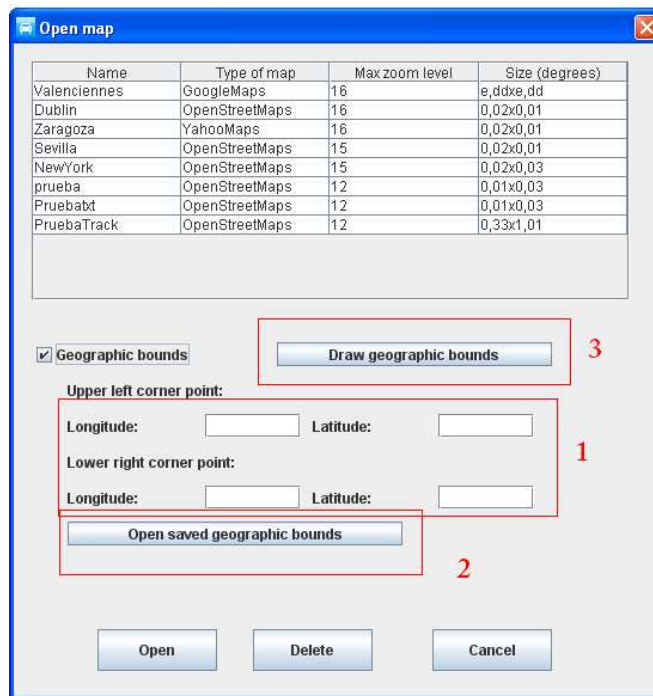 Open map
Name Type of map Max zoom level Size (degrees)
Valenciennes GoogleMaps 16 e,ddxe,dd
Dublin OpenStreetMaps 16 0,02x0,01
Zaragoza YahooMaps 16 0,02x0,01
Sevilla OpenStreetMaps 15 0,02x0,01
NewYork OpenStreetMaps 15 0,02x0,03
prueba OpenStreetMaps 12 0,01x0,03
Pruebatxt OpenStreetMaps 12 0,01x0,03
PruebaTrack OpenStreetMaps 12 0,33x1,01
Geographic bounds Draw geographic bounds 3
Upper left corner point:
Longitude: Latitude:
1
Lower right corner point:
Longitude: Latitude:
Open saved geographic bounds
2
Open Delete Cancel